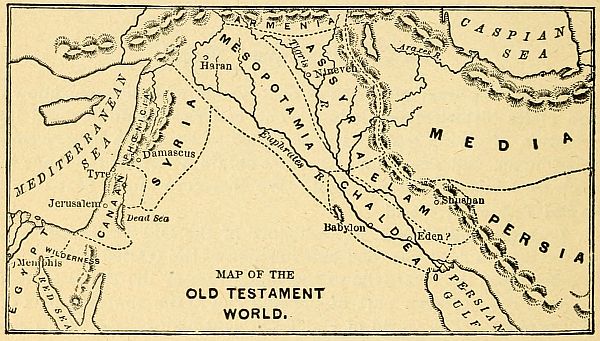 ARMENIA
CASPIAN
SEA
Araxes
MESOPOTAMIA
ASSYRIA
Tigris
R
Nineveh
Haran
MEDITERRANEAN
SEA
PHOENICIA
SYRIA
Damascus
Tyre
CANAAN
Jerusalem
Dead Sea
Euphrates R
MEDIA
ELAM
Shushan
CHALDEA
Babylon
Eden?
PERSIA
EGYPT
WILDERNESS
Memphis
RED SEA
PERSIAN
GULF
MAP OF THE
OLD TESTAMENT
WORLD.